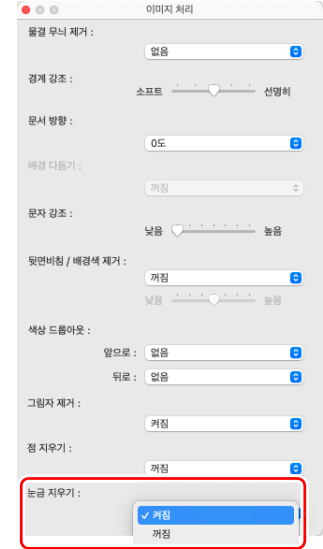 이미지 처리
물결 무늬 제거 :
없음
경계 강조 :
소프트 선명히
문서 방향 :
0도
배경 다듬기 :
꺼짐
문자 강조 :
낮음 높음
뒷면비침 / 배경색 제거 :
꺼짐
낮음 높음
색상 드롭아웃 :
앞으로 : 없음
뒤로 : 없음
그림자 제거 :
켜짐
점 지우기 :
꺼짐
눈금 지우기 :
✓ 켜짐
꺼짐